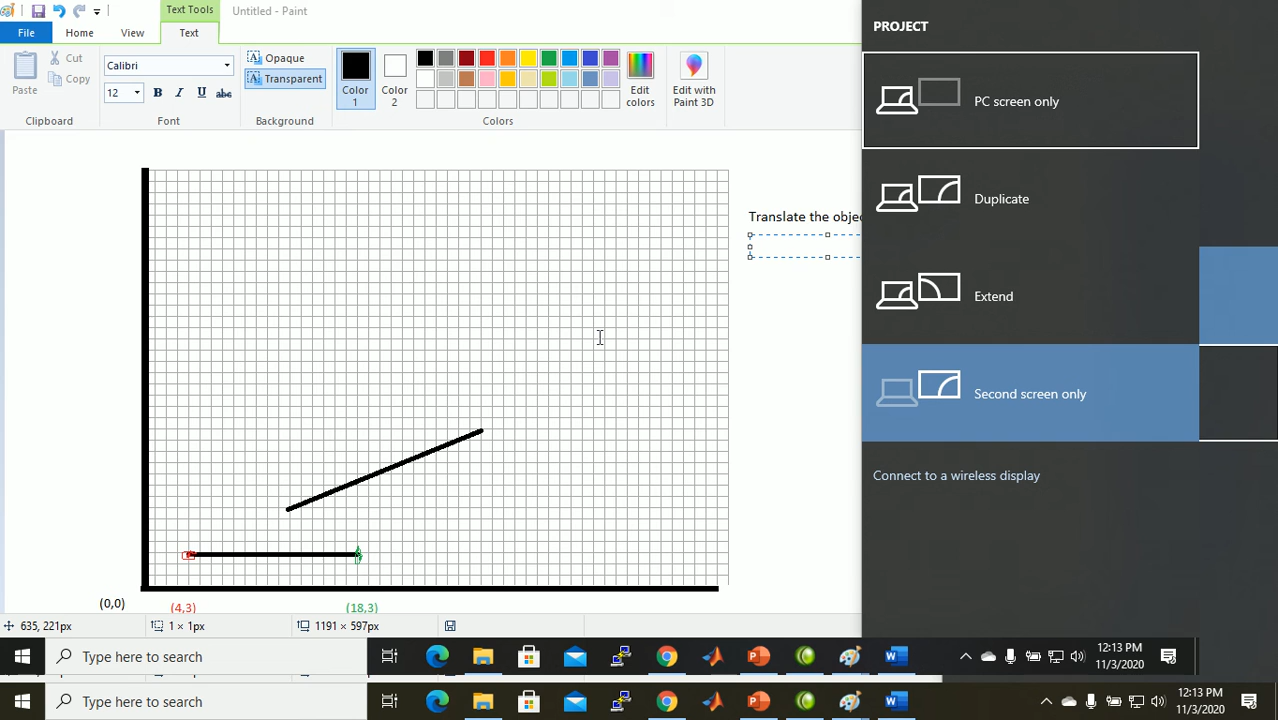 Text Tools
Untitled - Paint
PROJECT
File
Home
View
Text
Cut
Copy
Paste
Clipboard
Calibri
12
B I U abc
Font
Opaque
Transparent
Background
Color 1
Color 2
Edit colors
Edit with Paint 3D
Colors
PC screen only
Duplicate
Extend
Second screen only
Connect to a wireless display
Translate the objec
(0,0)
(4,3)
(18,3)
635, 221px
1 × 1px
1191 × 597px
Type here to search
12:13 PM
11/3/2020
Type here to search
12:13 PM
11/3/2020